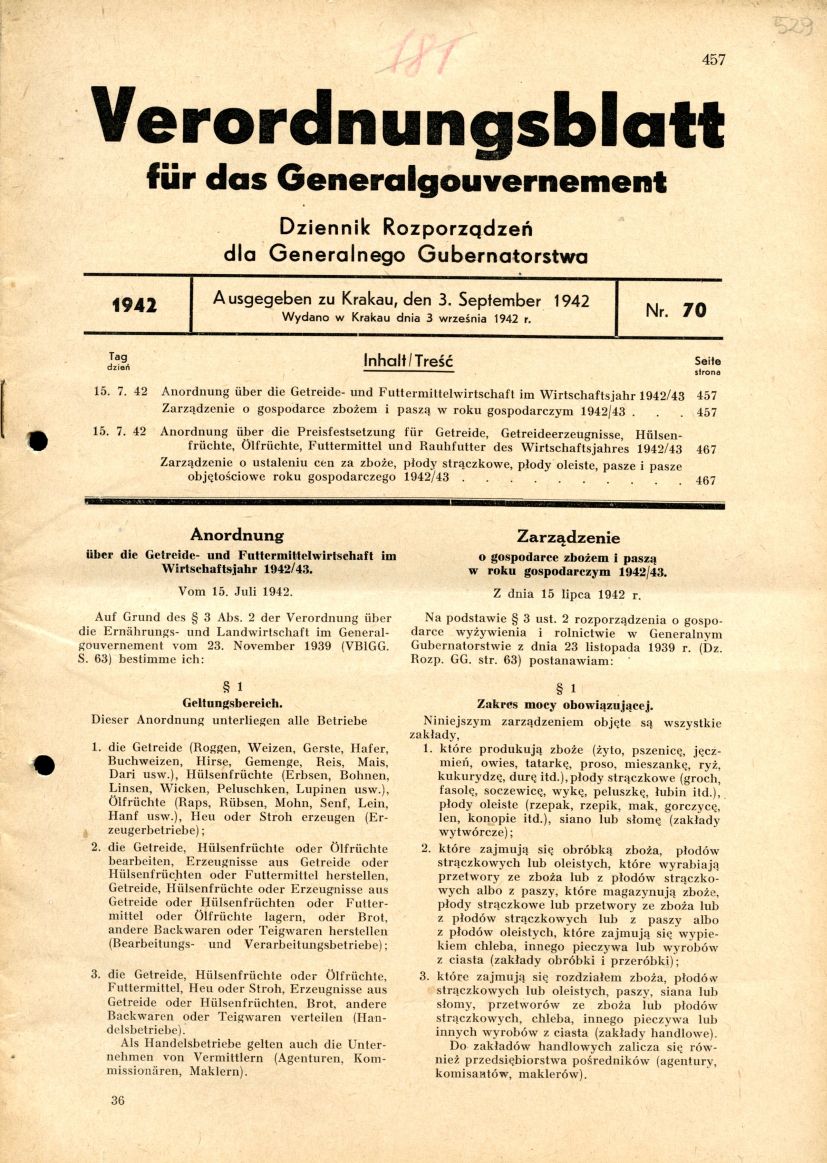 529
181
457
Verordnungsblatt
für das Generalgouvernement
Dziennik Rozporządzeń
dla Generalnego Gubernatorstwa
1942
Ausgegeben zu Krakau, den 3. September 1942
Wydano w Krakau dnia 3 września 1942 r.
Nr. 70
Tag
dzień
Inhalt/Treść
Seite
strona
15. 7. 42 Anordnung über die Getreide- und Futtermittelwirtschaft im Wirtschaftsjahr 1942/43 457
Zarządzenie o gospodarce zbożem i paszą w roku gospodarczym 1942/43 . . . 457
15. 7. 42 Anordnung über die Preisfestsetzung für Getreide, Getreideerzeugnisse, Hülsen-
früchte, Ölfrüchte, Futtermittel und Rauhfutter des Wirtschaftsjahres 1942/43 467
Zarządzenie o ustaleniu cen za zboże, płody strączkowe, płody oleiste, pasze i pasze
objętościowe roku gospodarczego 1942/43 . . . . . . . . . . 467
Anordnung
über die Getreide- und Futtermittelwirtschaft im
Wirtschaftsjahr 1942/43.
Vom 15. Juli 1942.
Auf Grund des § 3 Abs. 2 der Verordnung über
die Ernährungs- und Landwirtschaft im General-
gouvernement vom 23. November 1939 (VBlGG.
S. 63) bestimme ich:
§ 1
Geltungsbereich.
Dieser Anordnung unterliegen alle Betriebe
1. die Getreide (Roggen, Weizen, Gerste, Hafer,
Buchweizen, Hirse, Gemenge, Reis, Mais,
Dari usw.), Hülsenfrüchte (Erbsen, Bohnen,
Linsen, Wicken, Peluschken, Lupinen usw.),
Ölfrüchte (Raps, Rübsen, Mohn, Senf, Lein,
Hanf usw.), Heu oder Stroh erzeugen (Er-
zeugerbetriebe);
2. die Getreide, Hülsenfrüchte oder Ölfrüchte
bearbeiten, Erzeugnisse aus Getreide oder
Hülsenfrüchten oder Futtermittel herstellen,
Getreide, Hülsenfrüchte oder Erzeugnisse aus
Getreide oder Hülsenfrüchten oder Futter-
mittel oder Ölfrüchte lagern, oder Brot,
andere Backwaren oder Teigwaren herstellen
(Bearbeitungs- und Verarbeitungsbetriebe);
3. die Getreide, Hülsenfrüchte oder Ölfrüchte,
Futtermittel, Heu oder Stroh, Erzeugnisse aus
Getreide oder Hülsenfrüchten, Brot, andere
Backwaren oder Teigwaren verteilen (Han-
delsbetriebe).
Als Handelsbetriebe gelten auch die Unter-
nehmen von Vermittlern (Agenturen, Kom-
missionären, Maklern).
36
Zarządzenie
o gospodarce zbożem i paszą
w roku gospodarczym 1942/43.
Z dnia 15 lipca 1942 r.
Na podstawie § 3 ust. 2 rozporządzenia o gospo-
darce wyżywienia i rolnictwie w Generalnym
Gubernatorstwie z dnia 23 listopada 1939 r. (Dz.
Rozp. GG. str. 63) postanawiam:
§ 1
Zakres mocy obowiązującej.
Niniejszym zarządzeniem objęte są wszystkie
zakłady,
1. które produkują zboże (żyto, pszenicę, jęcz-
mień, owies, tatarkę, proso, mieszankę, ryż,
kukurydzę, durę itd.), płody strączkowe (groch,
fasolę, soczewicę, wykę, peluszkę, łubin itd.),
płody oleiste (rzepak, rzepik, mak, gorczycę,
len, konopie itd.), siano lub słomę (zakłady
wytwórcze);
2. które zajmują się obróbką zboża, płodów
strączkowych lub oleistych, które wyrabiają
przetwory ze zboża lub z płodów strączko-
wych albo z paszy, które magazynują zboże,
płody strączkowe lub przetwory ze zboża lub
z płodów strączkowych lub z paszy albo
z płodów oleistych, które zajmują się wypie-
kiem chleba, innego pieczywa lub wyrobów
z ciasta (zakłady obróbki i przeróbki);
3. które zajmują się rozdziałem zboża, płodów
strączkowych lub oleistych, paszy, siana lub
słomy, przetworów ze zboża lub płodów
strączkowych, chleba, innego pieczywa lub
innych wyrobów z ciasta (zakłady handlowe).
Do zakładów handlowych zalicza się rów-
nież przedsiębiorstwa pośredników (agentury,
komisantów, maklerów).